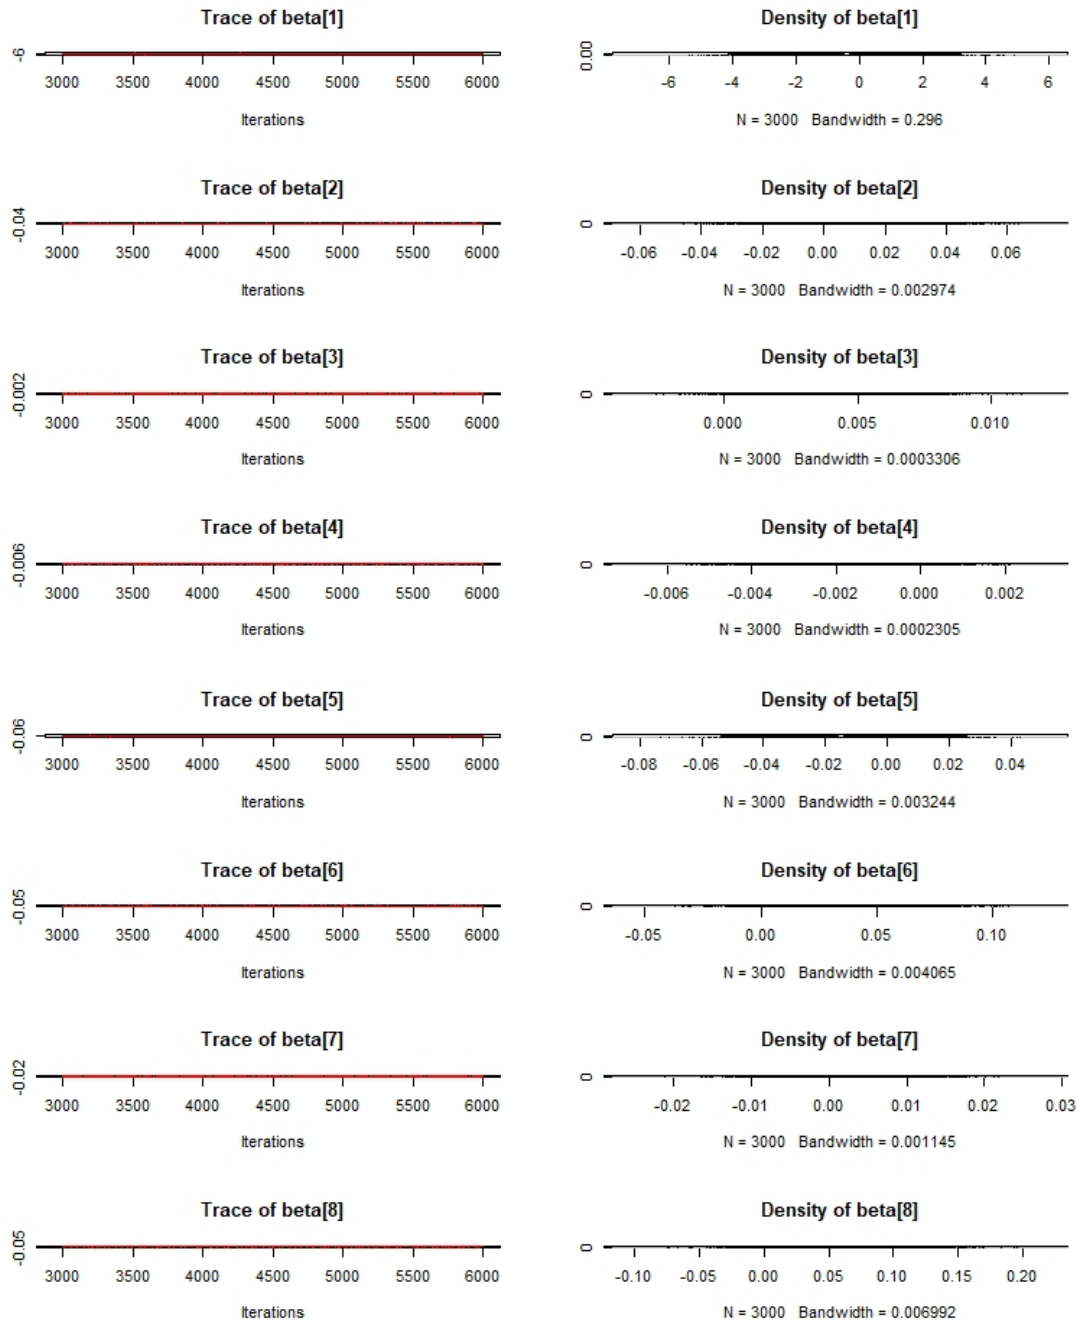 Trace of beta[1]
Density of beta[1]
-6
3000 3500 4000 4500 5000 5500 6000
Iterations
0.00
-6 -4 -2 0 2 4 6
N = 3000 Bandwidth = 0.296
Trace of beta[2]
Density of beta[2]
-0.04
3000 3500 4000 4500 5000 5500 6000
Iterations
0
-0.06 -0.04 -0.02 0.00 0.02 0.04 0.06
N = 3000 Bandwidth = 0.002974
Trace of beta[3]
Density of beta[3]
-0.002
3000 3500 4000 4500 5000 5500 6000
Iterations
0
0.000 0.005 0.010
N = 3000 Bandwidth = 0.0003306
Trace of beta[4]
Density of beta[4]
-0.006
3000 3500 4000 4500 5000 5500 6000
Iterations
0
-0.006 -0.004 -0.002 0.000 0.002
N = 3000 Bandwidth = 0.0002305
Trace of beta[5]
Density of beta[5]
-0.06
3000 3500 4000 4500 5000 5500 6000
Iterations
0
-0.08 -0.06 -0.04 -0.02 0.00 0.02 0.04
N = 3000 Bandwidth = 0.003244
Trace of beta[6]
Density of beta[6]
-0.05
3000 3500 4000 4500 5000 5500 6000
Iterations
0
-0.05 0.00 0.05 0.10
N = 3000 Bandwidth = 0.004065
Trace of beta[7]
Density of beta[7]
-0.02
3000 3500 4000 4500 5000 5500 6000
Iterations
0
-0.02 -0.01 0.00 0.01 0.02 0.03
N = 3000 Bandwidth = 0.001145
Trace of beta[8]
Density of beta[8]
-0.05
3000 3500 4000 4500 5000 5500 6000
Iterations
0
-0.10 -0.05 0.00 0.05 0.10 0.15 0.20
N = 3000 Bandwidth = 0.006992